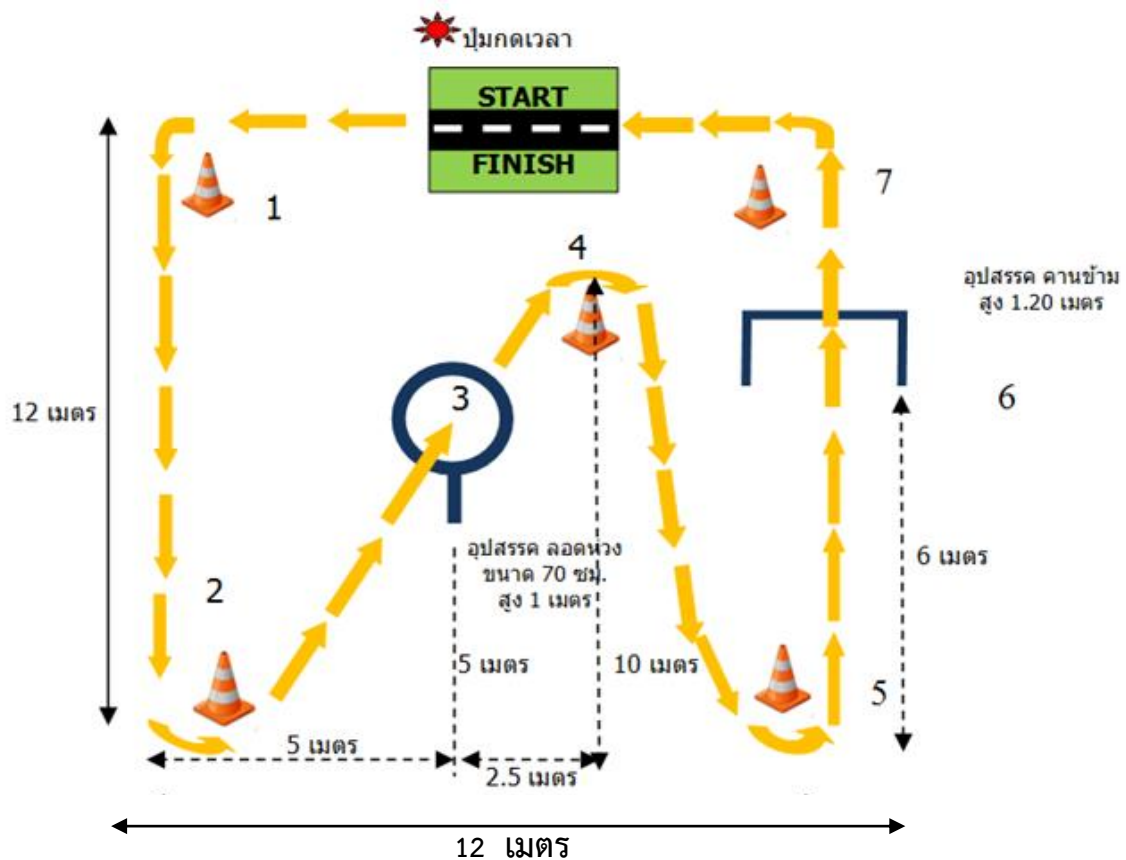 ปุ่มกดเวลา
START
FINISH
1
7
4
อุปสรรค คานข้าม
สูง 1.20 เมตร
3
6
12 เมตร
อุปสรรค ลอดห่วง
ขนาด 70 ซม.
สูง 1 เมตร
6 เมตร
2
5 เมตร
10 เมตร
5
5 เมตร
2.5 เมตร
12 เมตร